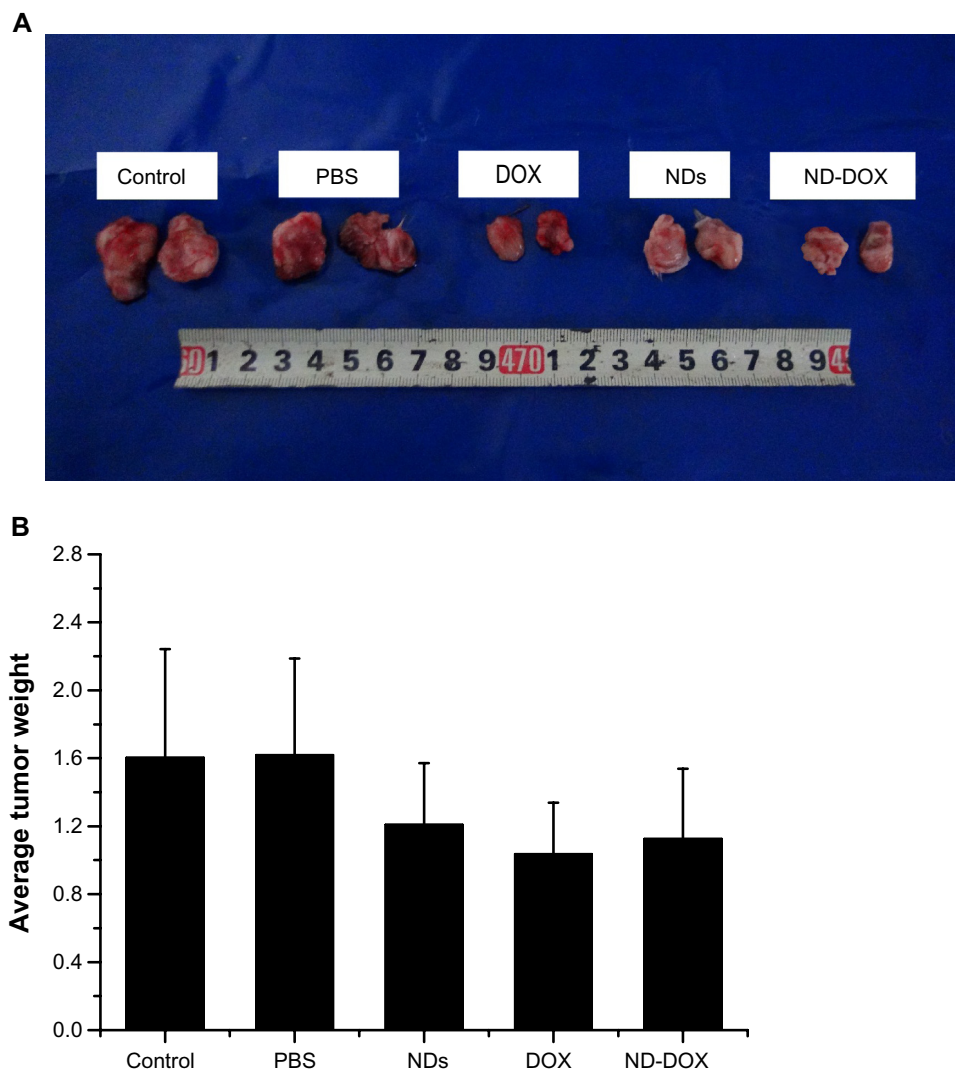 A
Control PBS DOX NDs ND-DOX
1 2 3 4 5 6 7 8 9 470 1 2 3 4 5 6 7 8 9
B
Average tumor weight
2.8
2.4
2.0
1.6
1.2
0.8
0.4
0.0
Control PBS NDs DOX ND-DOX